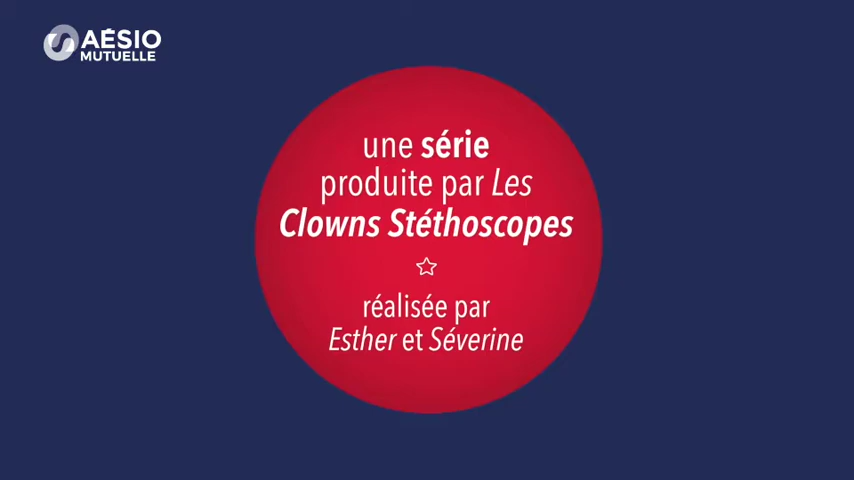 AÉSIO
MUTUELLE
une série
produite par Les
Clowns Stéthoscopes
réalisée par
Esther et Séverine